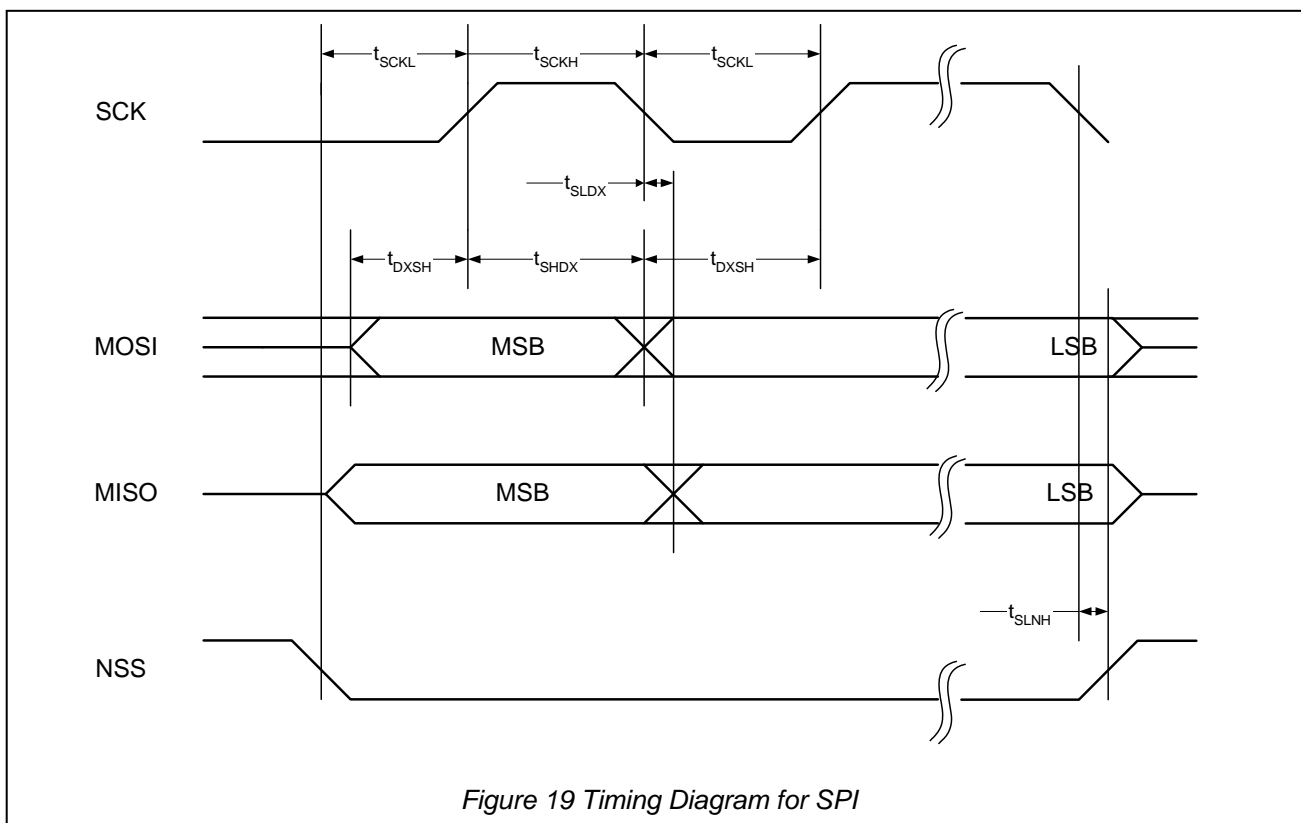 tSCKL tSCKH tSCKL
SCK
tSLDX
tDXSH tSHDX tDXSH
MOSI MSB LSB
MISO MSB LSB
tSLNH
NSS
Figure 19 Timing Diagram for SPI